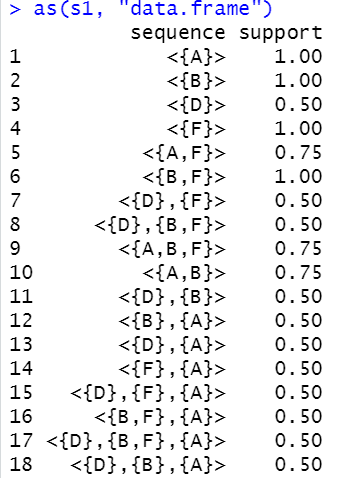 > as(s1, "data.frame")
sequence support
1 <{A}> 1.00
2 <{B}> 1.00
3 <{D}> 0.50
4 <{F}> 1.00
5 <{A,F}> 0.75
6 <{B,F}> 1.00
7 <{D},{F}> 0.50
8 <{D},{B,F}> 0.50
9 <{A,B,F}> 0.75
10 <{A,B}> 0.75
11 <{D},{B}> 0.50
12 <{B},{A}> 0.50
13 <{D},{A}> 0.50
14 <{F},{A}> 0.50
15 <{D},{F},{A}> 0.50
16 <{B,F},{A}> 0.50
17 <{D},{B,F},{A}> 0.50
18 <{D},{B},{A}> 0.50